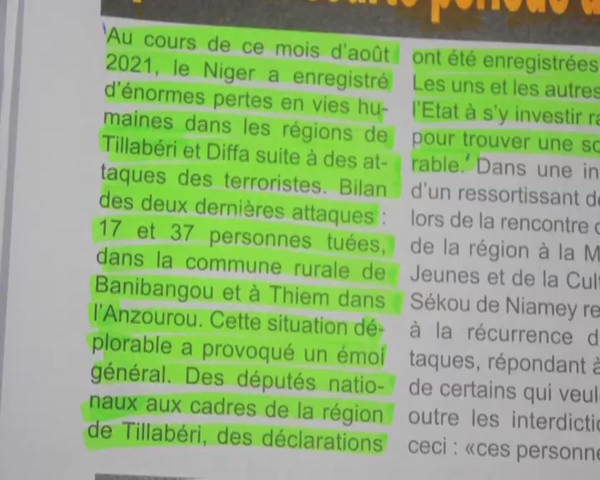 Au cours de ce mois d'août
2021, le Niger a enregistré
d'énormes pertes en vies hu-
maines dans les régions de
Tillabéri et Diffa suite à des at-
taques des terroristes. Bilan
des deux dernières attaques :
17 et 37 personnes tuées,
dans la commune rurale de
Banibangou et à Thiem dans
l'Anzourou. Cette situation dé-
plorable a provoqué un émoi
général. Des députés natio-
naux aux cadres de la région
de Tillabéri, des déclarations
ont été enregistrées
Les uns et les autres
l'Etat à s'y investir
pour trouver une
rable. Dans une
d'un ressortissant
lors de la rencontre
de la région à la
Jeunes et de la
Sékou de Niamey
à la récurrence
taques, répondant à
de certains qui
outre les
ceci : «ces